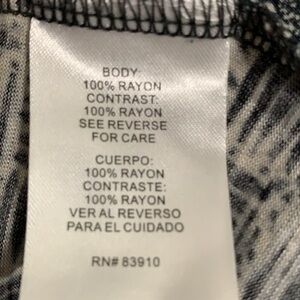 BODY:
100% RAYON
CONTRAST:
100% RAYON
SEE REVERSE
FOR CARE
CUERPO:
100% RAYON
CONTRASTE:
100% RAYON
VER AL REVERSO
PARA EL CUIDADO
RN# 83910